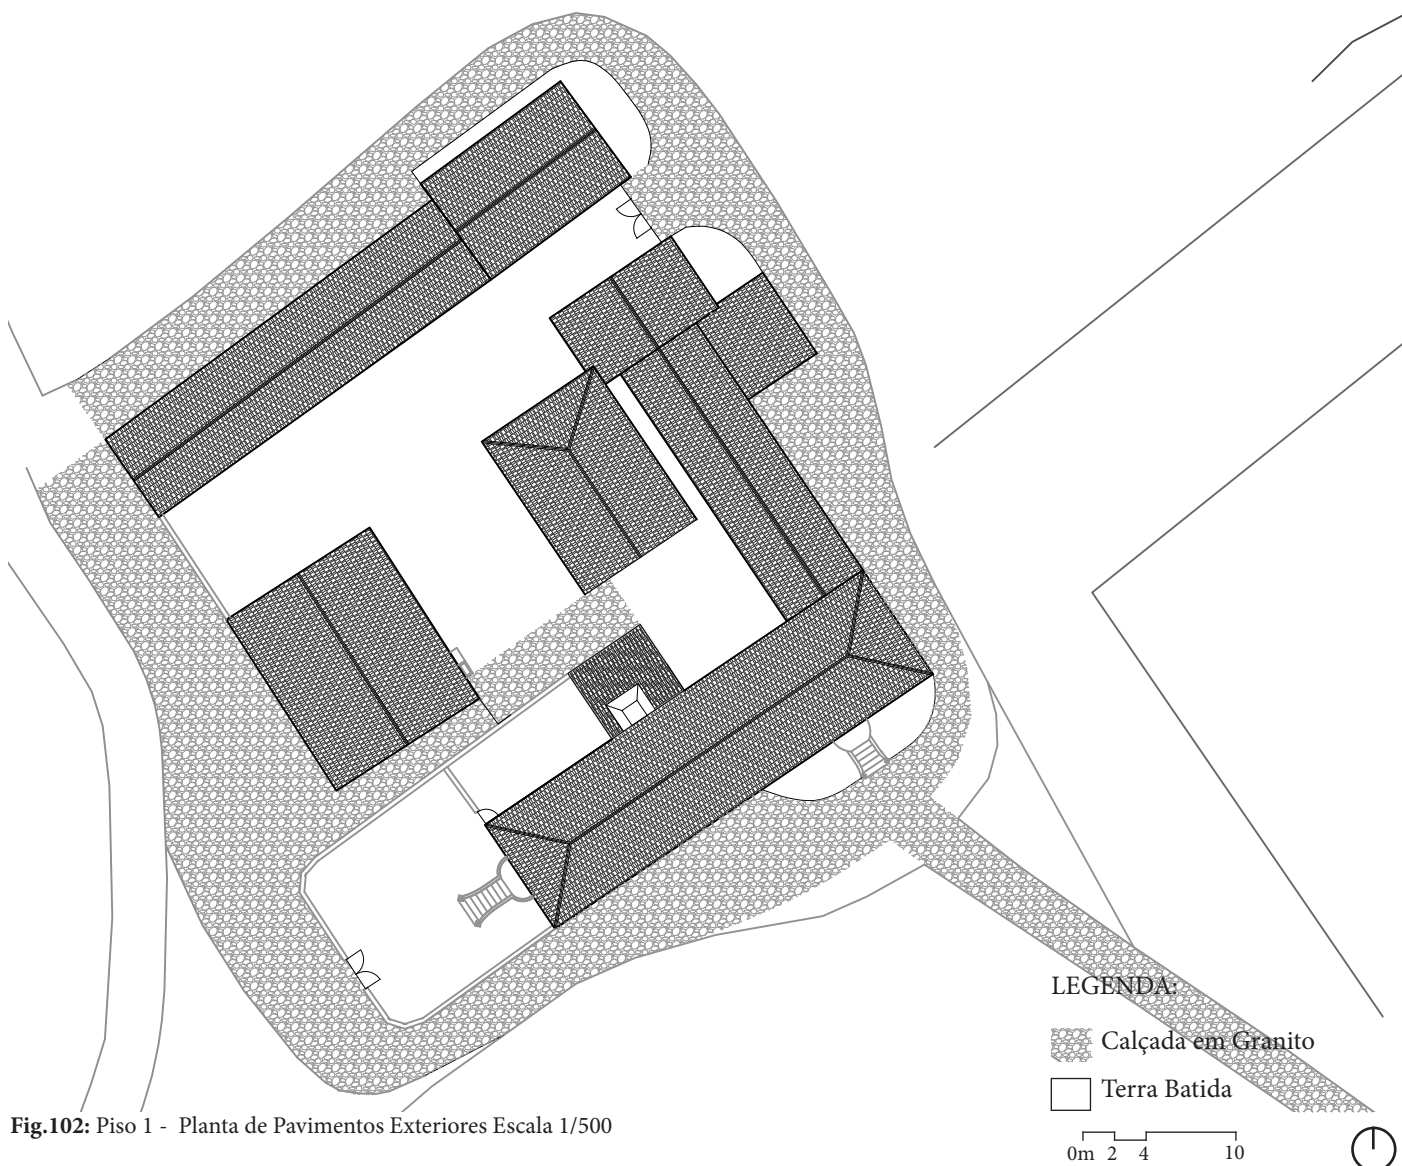 LEGENDA:
Calçada em Granito
Terra Batida
Fig.102: Piso 1 - Planta de Pavimentos Exteriores Escala 1/500
0m 2 4 10